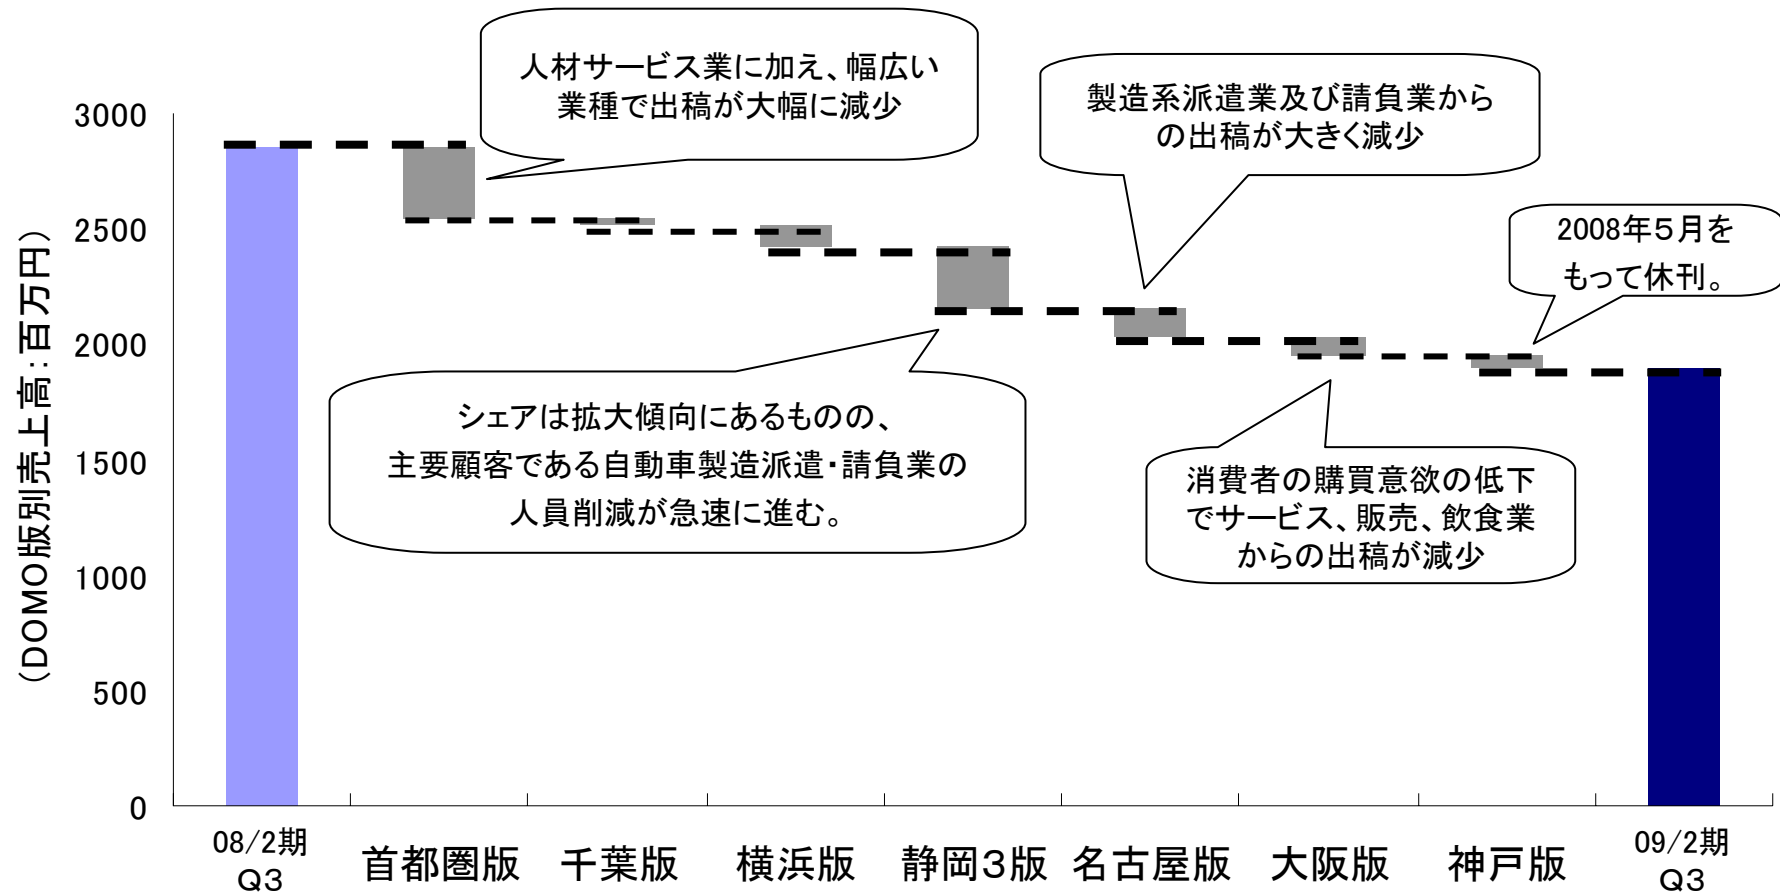 人材サービス業に加え、幅広い
業種で出稿が大幅に減少
製造系派遣業及び請負業から
の出稿が大きく減少
2008年５月を
もって休刊。
シェアは拡大傾向にあるものの、
主要顧客である自動車製造派遣・請負業の
人員削減が急速に進む。
消費者の購買意欲の低下
でサービス、販売、飲食業
からの出稿が減少
（DOMO版別売上高：百万円）
3000
2500
2000
1500
1000
500
0
08/2期
Q3
首都圏版
千葉版
横浜版
静岡３版
名古屋版
大阪版
神戸版
09/2期
Q3